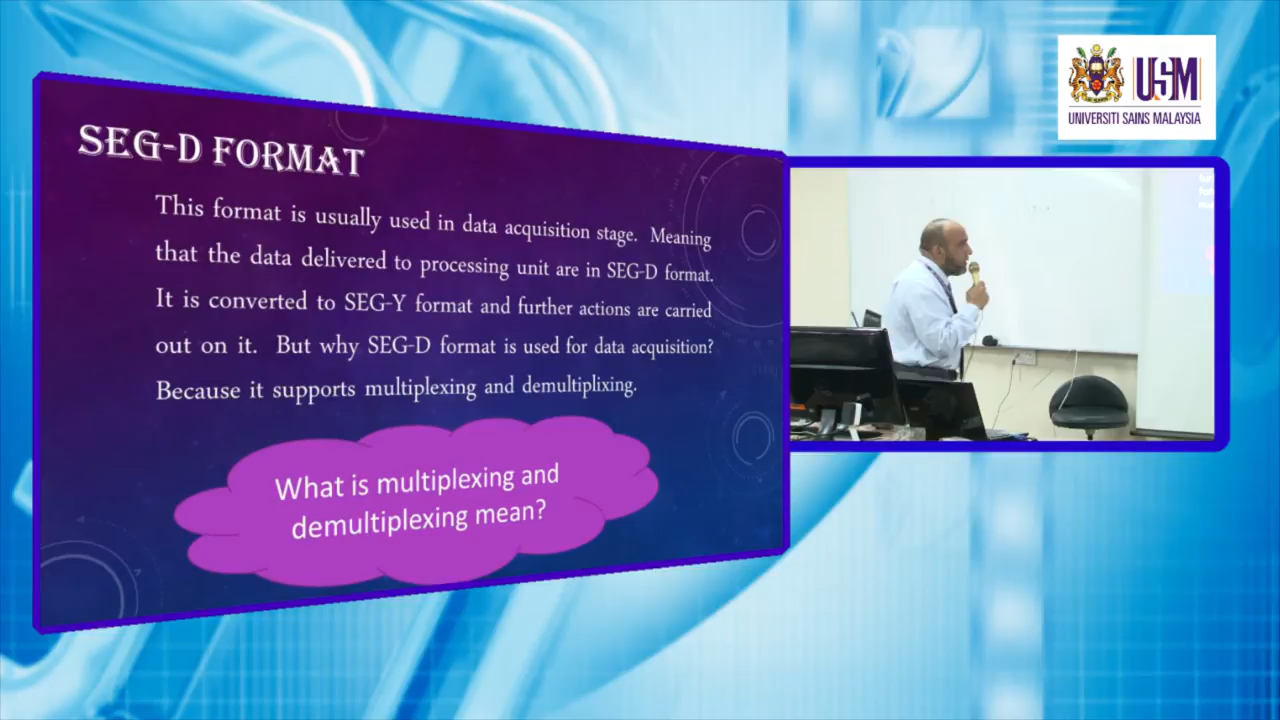 SEG-D FORMAT
This format is usually used in data acquisition stage. Meaning
that the data delivered to processing unit are in SEG-D format.
It is converted to SEG-Y format and further actions are carried
out on it. But why SEG-D format is used for data acquisition?
Because it supports multiplexing and demultiplixing.
What is multiplexing and
demultiplexing mean?
USM
UNIVERSITI SAINS MALAYSIA